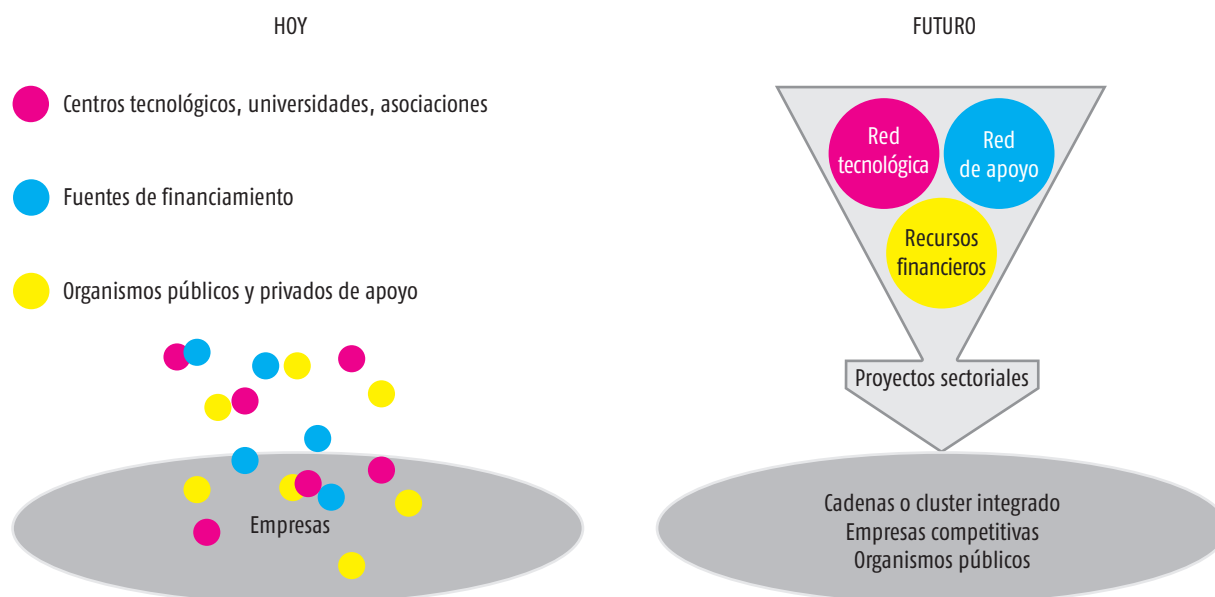 HOY
Centros tecnológicos, universidades, asociaciones
Fuentes de financiamiento
Organismos públicos y privados de apoyo
Empresas
FUTURO
Red
tecnológica
Red
de apoyo
Recursos
financieros
Proyectos sectoriales
Cadenas o cluster integrado
Empresas competitivas
Organismos públicos